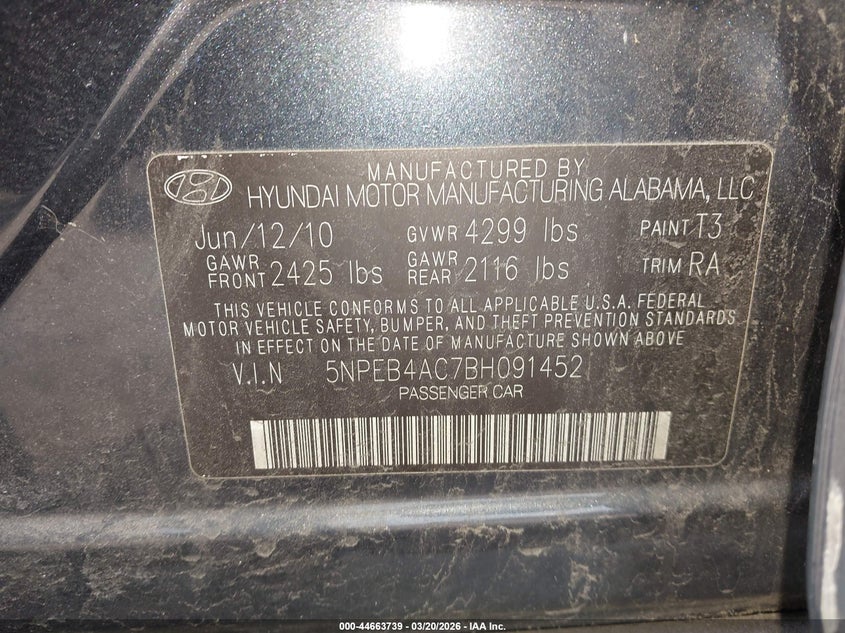 MANUFACTURED BY
HYUNDAI MOTOR MANUFACTURING ALABAMA, LLC
Jun/12/10 GVWR 4299 lbs PAINT T3
GAWR FRONT 2425 lbs GAWR REAR 2116 lbs TRIM RA
THIS VEHICLE CONFORMS TO ALL APPLICABLE U.S.A. FEDERAL
MOTOR VEHICLE SAFETY, BUMPER, AND THEFT PREVENTION STANDARDS
IN EFFECT ON THE DATE OF MANUFACTURE SHOWN ABOVE
V.I.N 5NPEB4AC7BH091452
PASSENGER CAR
000-44663739 - 03/20/2026 - IAA Inc.